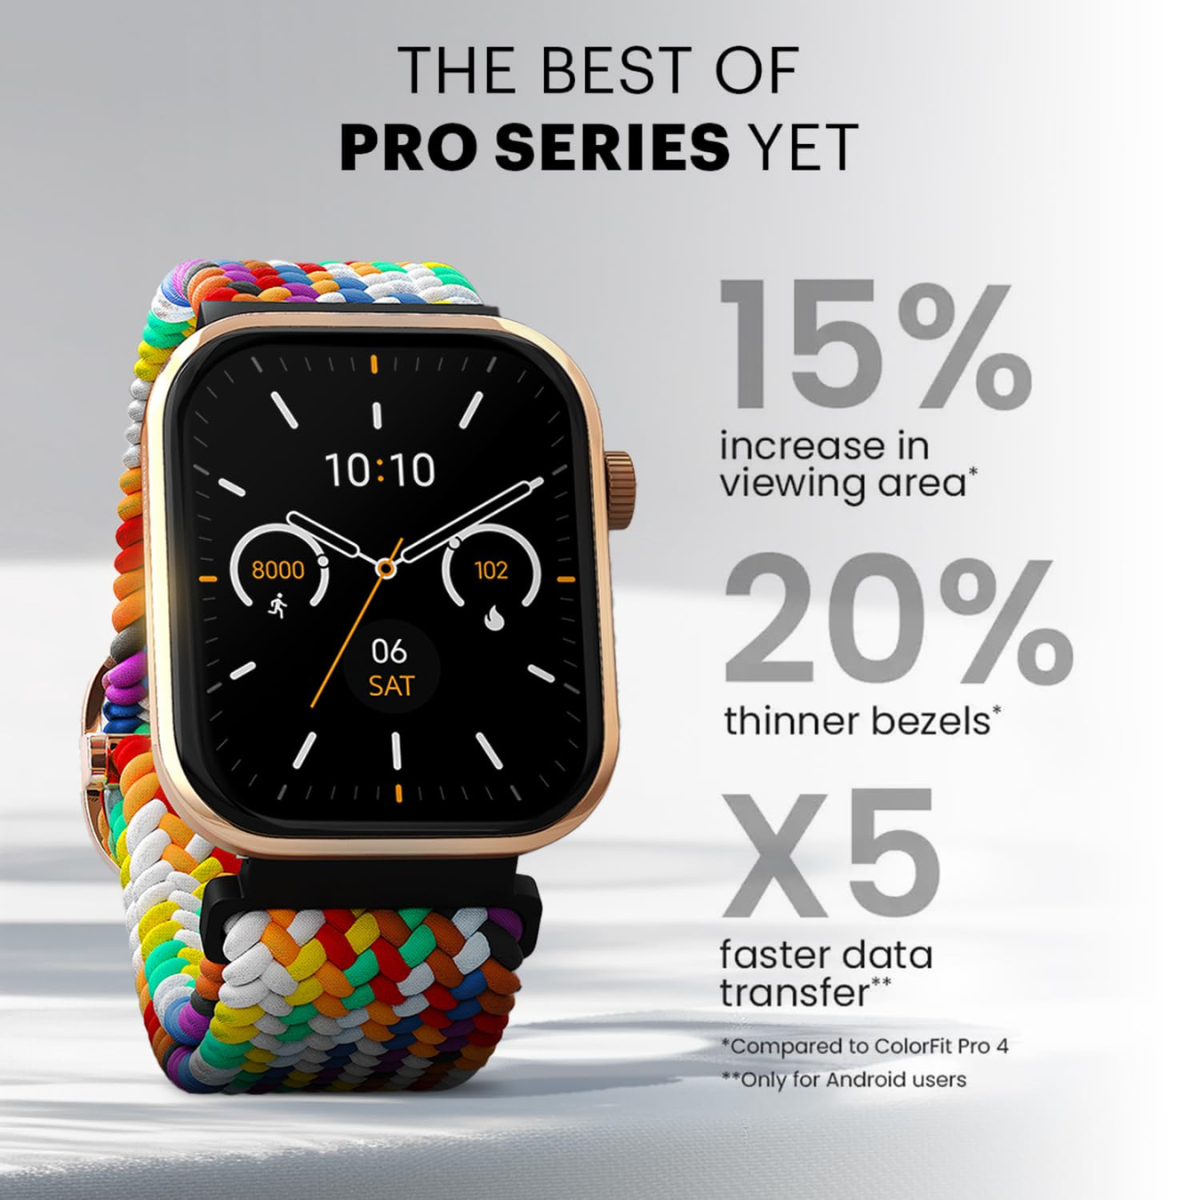 THE BEST OF
PRO SERIES YET
15%
increase in
viewing area*
20%
thinner bezels*
X5
faster data
transfer**
*Compared to ColorFit Pro 4
**Only for Android users
10:10
8000
102
06
SAT